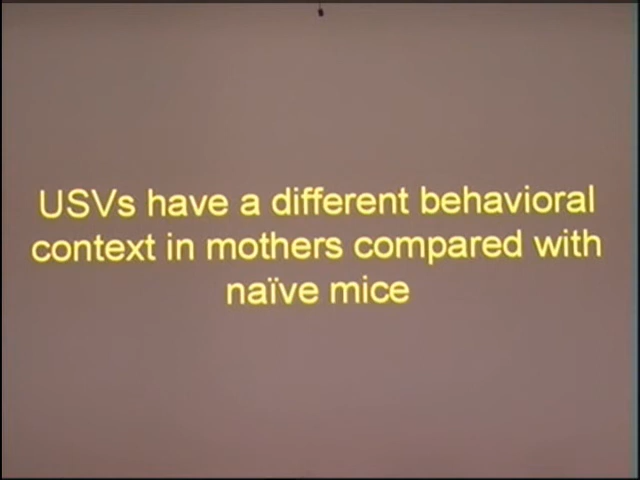 USVs have a different behavioral
context in mothers compared with
naïve mice